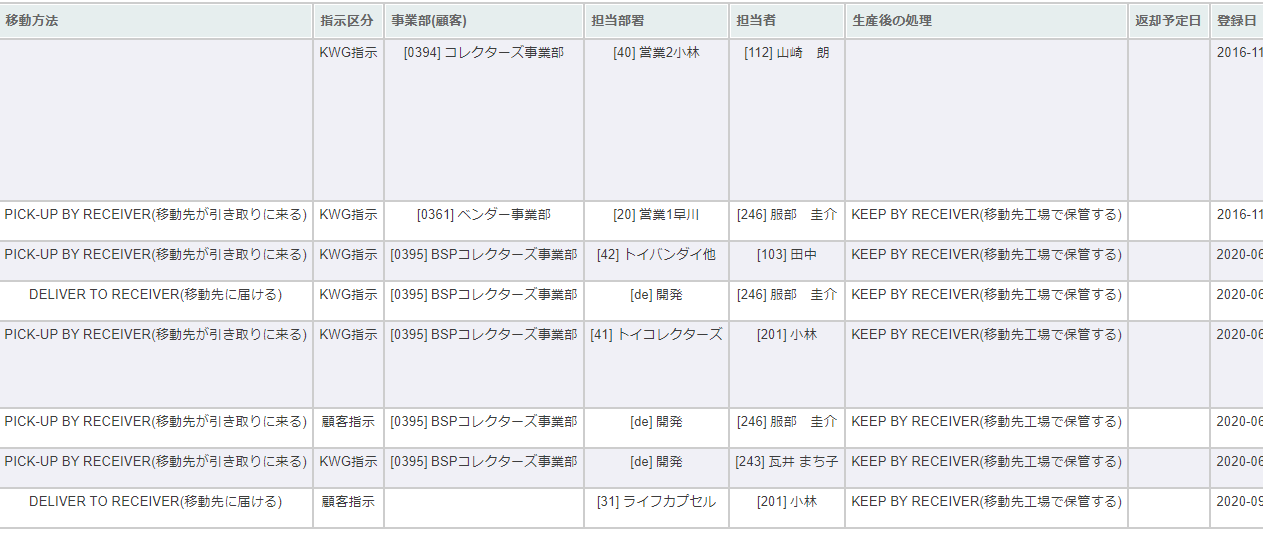 移動方法 指示区分 事業部(顧客) 担当部署 担当者 生産後の処理 返却予定日 登録日
KWG指示 [0394] コレクターズ事業部 [40] 営業2小林 [112] 山崎　朗 2016-11
PICK-UP BY RECEIVER(移動先が引き取りに来る) KWG指示 [0361] ベンダー事業部 [20] 営業1早川 [246] 服部　圭介 KEEP BY RECEIVER(移動先工場で保管する) 2016-11
PICK-UP BY RECEIVER(移動先が引き取りに来る) KWG指示 [0395] BSPコレクターズ事業部 [42] トイバンダイ他 [103] 田中 KEEP BY RECEIVER(移動先工場で保管する) 2020-06
DELIVER TO RECEIVER(移動先に届ける) KWG指示 [0395] BSPコレクターズ事業部 [de] 開発 [246] 服部　圭介 KEEP BY RECEIVER(移動先工場で保管する) 2020-06
PICK-UP BY RECEIVER(移動先が引き取りに来る) KWG指示 [0395] BSPコレクターズ事業部 [41] トイコレクターズ [201] 小林 KEEP BY RECEIVER(移動先工場で保管する) 2020-06
PICK-UP BY RECEIVER(移動先が引き取りに来る) 顧客指示 [0395] BSPコレクターズ事業部 [de] 開発 [246] 服部　圭介 KEEP BY RECEIVER(移動先工場で保管する) 2020-06
PICK-UP BY RECEIVER(移動先が引き取りに来る) KWG指示 [0395] BSPコレクターズ事業部 [de] 開発 [243] 瓦井 まち子 KEEP BY RECEIVER(移動先工場で保管する) 2020-06
DELIVER TO RECEIVER(移動先に届ける) 顧客指示 [31] ライフカプセル [201] 小林 KEEP BY RECEIVER(移動先工場で保管する) 2020-09